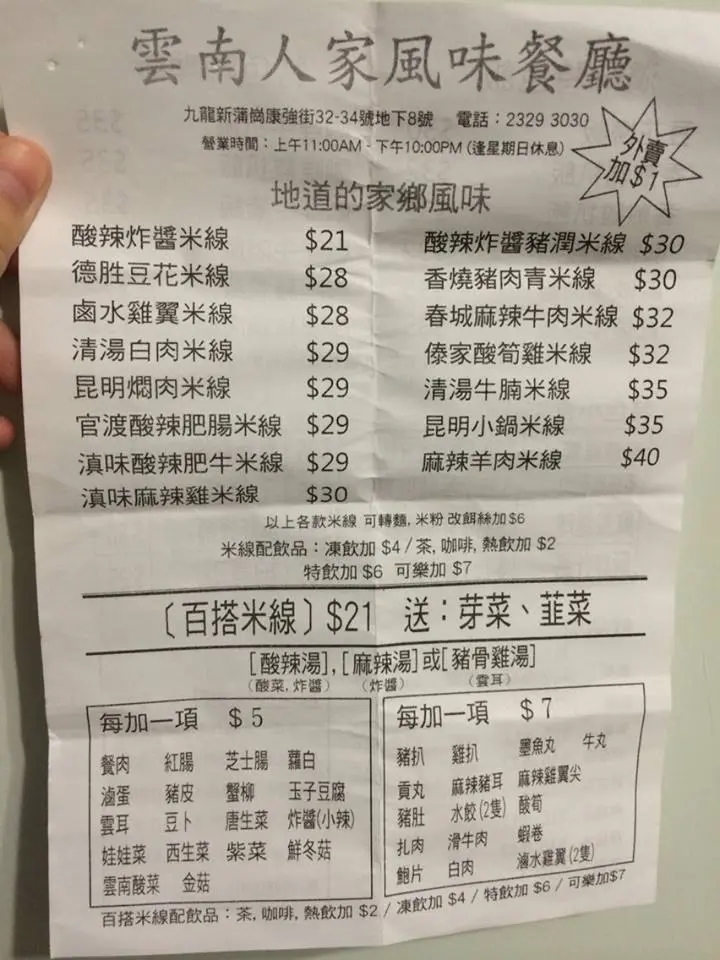 雲南人家風味餐廳
九龍新蒲崗康強街32-34號地下8號 電話：2329 3030
營業時間：上午11:00AM - 下午10:00PM (逢星期日休息)
外賣
加$1
地道的家鄉風味
酸辣炸醬米線 $21
德胜豆花米線 $28
鹵水雞翼米線 $28
清湯白肉米線 $29
昆明燜肉米線 $29
官渡酸辣肥腸米線 $29
滇味酸辣肥牛米線 $29
滇味麻辣雞米線 $30
酸辣炸醬豬潤米線 $30
香燒豬肉青米線 $30
春城麻辣牛肉米線 $32
傣家酸筍雞米線 $32
清湯牛腩米線 $35
昆明小鍋米線 $35
麻辣羊肉米線 $40
以上各款米線 可轉麵, 米粉 改餌絲加$6
米線配飲品：凍飲加 $4 / 茶, 咖啡, 熱飲加 $2
特飲加 $6 可樂加 $7
〔百搭米線〕$21 送：芽菜、韮菜
[酸辣湯], [麻辣湯]或[豬骨雞湯]
(酸菜, 炸醬) (炸醬) (雲耳)
每加一項 $5
餐肉 紅腸 芝士腸 蘿白
滷蛋 豬皮 蟹柳 玉子豆腐
雲耳 豆卜 唐生菜 炸醬(小辣)
娃娃菜 西生菜 紫菜 鮮冬菇
雲南酸菜 金菇
每加一項 $7
豬扒 雞扒 墨魚丸 牛丸
貢丸 麻辣豬耳 麻辣雞翼尖
豬肚 水餃(2隻) 酸筍
扎肉 滑牛肉 蝦卷
鮑片 白肉 滷水雞翼(2隻)
百搭米線配飲品：茶, 咖啡, 熱飲加 $2 / 凍飲加 $4 / 特飲加 $6 / 可樂加$7